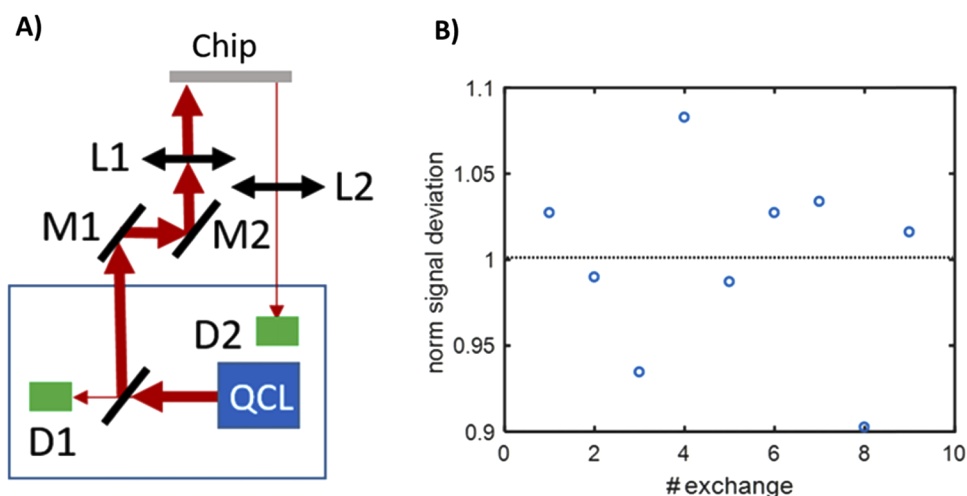 A)
Chip
L1
L2
M1
M2
D2
QCL
D1
B)
norm signal deviation
1.1
1.05
1
0.95
0.9
0
2
4
6
8
10
# exchange